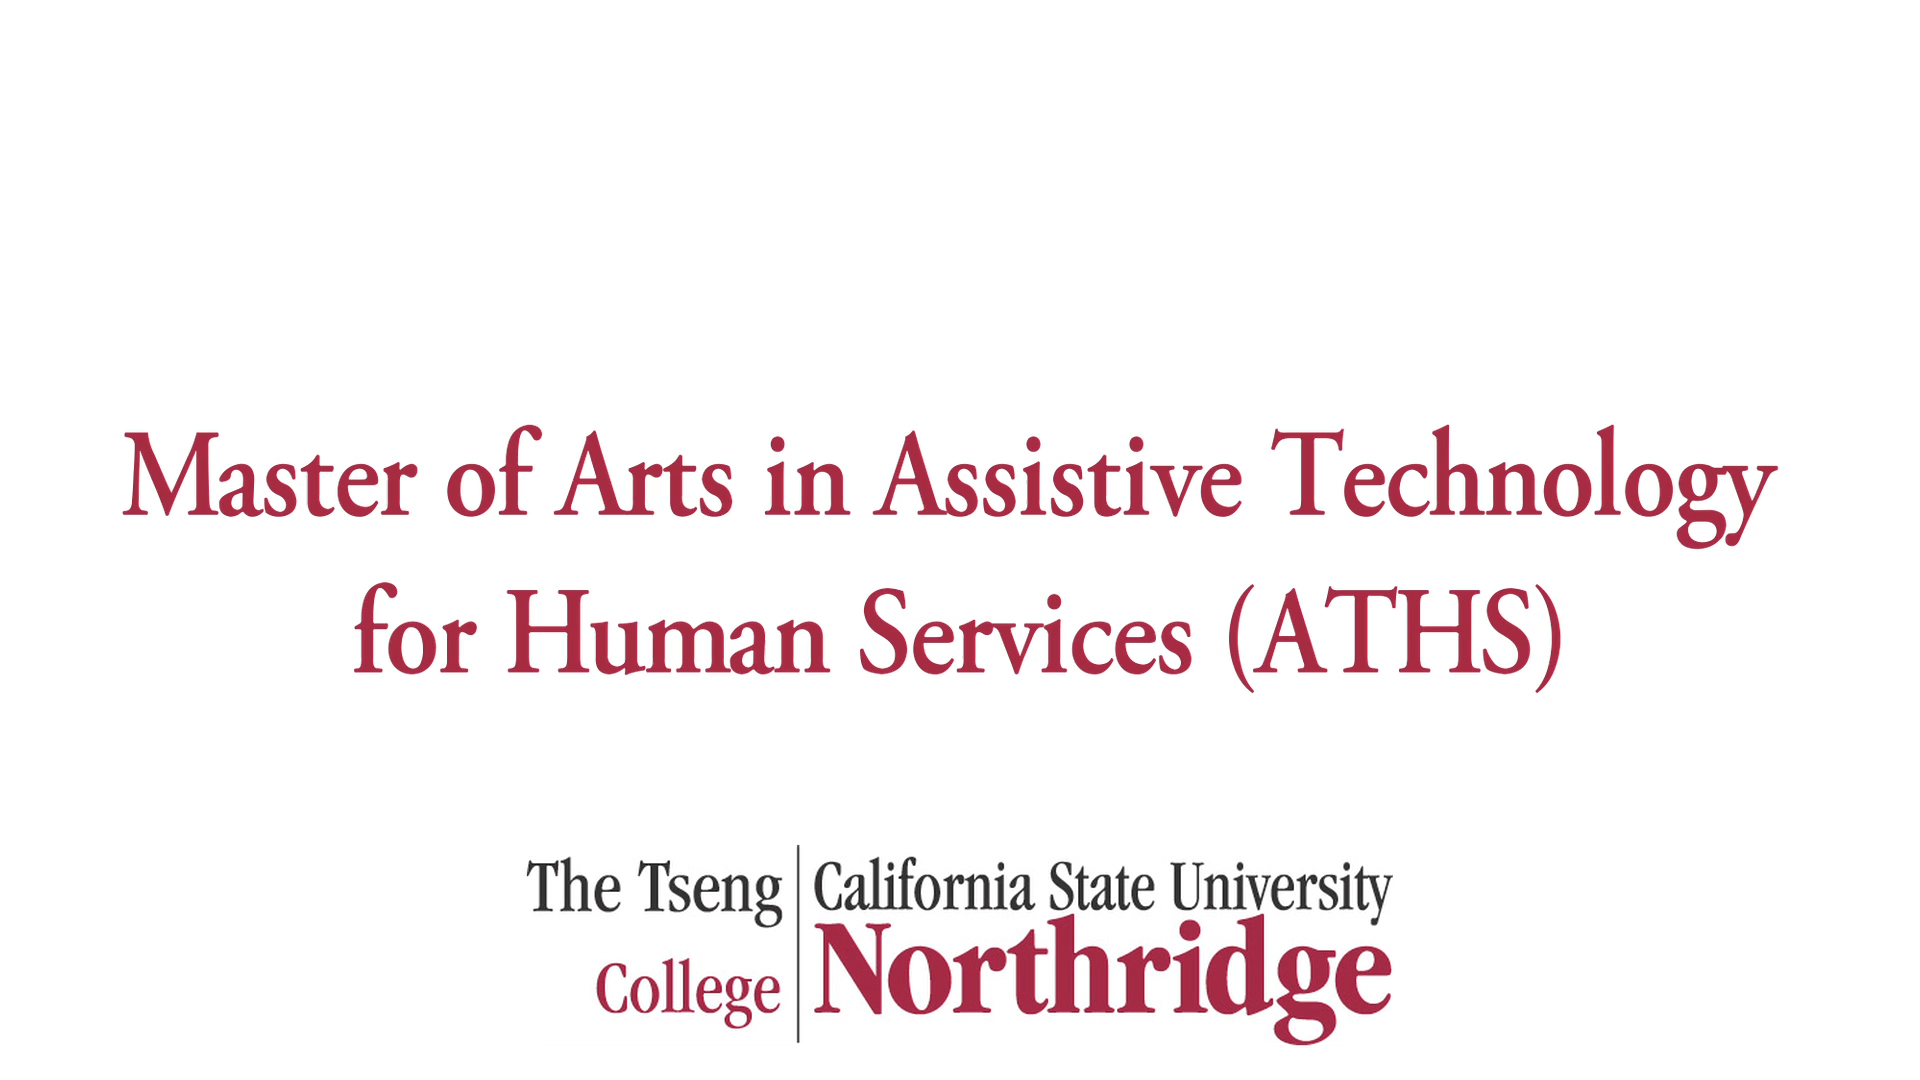 Master of Arts in Assistive Technology
for Human Services (ATHS)
The Tseng
College
California State University
Northridge